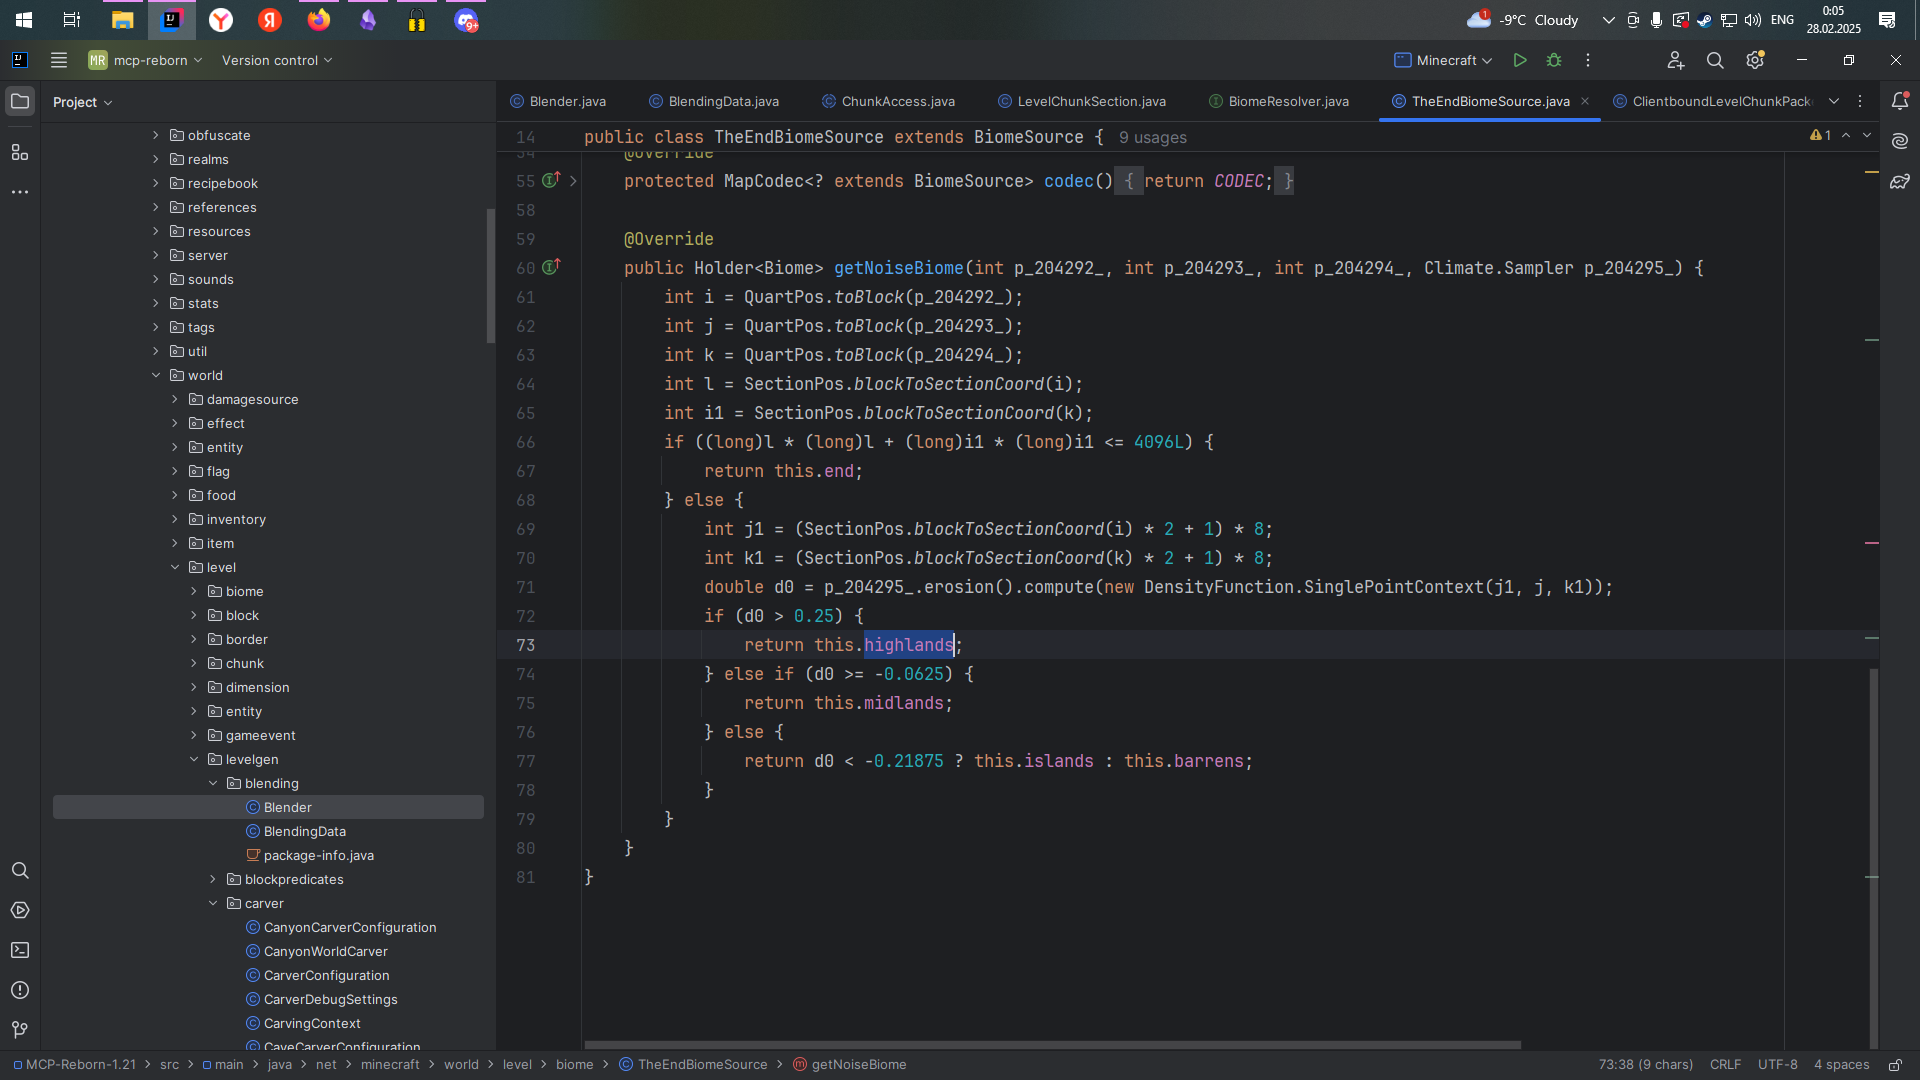 1
-9°C Cloudy
ENG
0:05
28.02.2025
9+
MR mcp-reborn
Version control
Minecraft
Project
Blender.java
BlendingData.java
ChunkAccess.java
LevelChunkSection.java
BiomeResolver.java
TheEndBiomeSource.java
ClientboundLevelChunkPack
obfuscate
realms
recipebook
references
resources
server
sounds
stats
tags
util
world
damagesource
effect
entity
flag
food
inventory
item
level
biome
block
border
chunk
dimension
entity
gameevent
levelgen
blending
Blender
BlendingData
package-info.java
blockpredicates
carver
CanyonCarverConfiguration
CanyonWorldCarver
CarverConfiguration
CarverDebugSettings
CarvingContext
CaveCarverConfiguration
14 public class TheEndBiomeSource extends BiomeSource { 9 usages
1
54 @Override
55 protected MapCodec<? extends BiomeSource> codec() { return CODEC; }
58
59 @Override
60 public Holder<Biome> getNoiseBiome(int p_204292_, int p_204293_, int p_204294_, Climate.Sampler p_204295_) {
61 int i = QuartPos.toBlock(p_204292_);
62 int j = QuartPos.toBlock(p_204293_);
63 int k = QuartPos.toBlock(p_204294_);
64 int l = SectionPos.blockToSectionCoord(i);
65 int i1 = SectionPos.blockToSectionCoord(k);
66 if ((long)l * (long)l + (long)i1 * (long)i1 <= 4096L) {
67 return this.end;
68 } else {
69 int j1 = (SectionPos.blockToSectionCoord(i) * 2 + 1) * 8;
70 int k1 = (SectionPos.blockToSectionCoord(k) * 2 + 1) * 8;
71 double d0 = p_204295_.erosion().compute(new DensityFunction.SinglePointContext(j1, j, k1));
72 if (d0 > 0.25) {
73 return this.highlands;
74 } else if (d0 >= -0.0625) {
75 return this.midlands;
76 } else {
77 return d0 < -0.21875 ? this.islands : this.barrens;
78 }
79 }
80 }
81 }
MCP-Reborn-1.21 > src > main > java > net > minecraft > world > level > biome > TheEndBiomeSource > getNoiseBiome
73:38 (9 chars) CRLF UTF-8 4 spaces